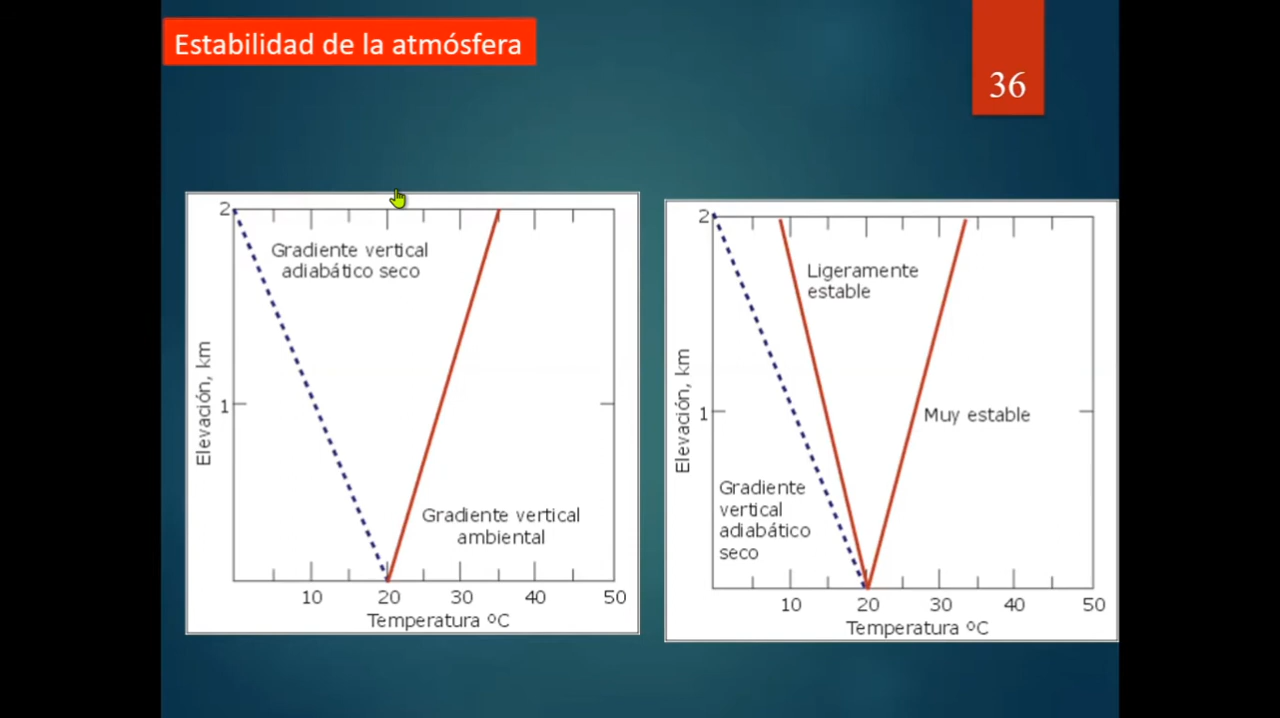 Estabilidad de la atmósfera
36
2
Gradiente vertical
adiabático seco
Elevación, km
1
Gradiente vertical
ambiental
10 20 30 40 50
Temperatura ºC
2
Ligeramente
estable
Elevación, km
1
Muy estable
Gradiente
vertical
adiabático
seco
10 20 30 40 50
Temperatura ºC